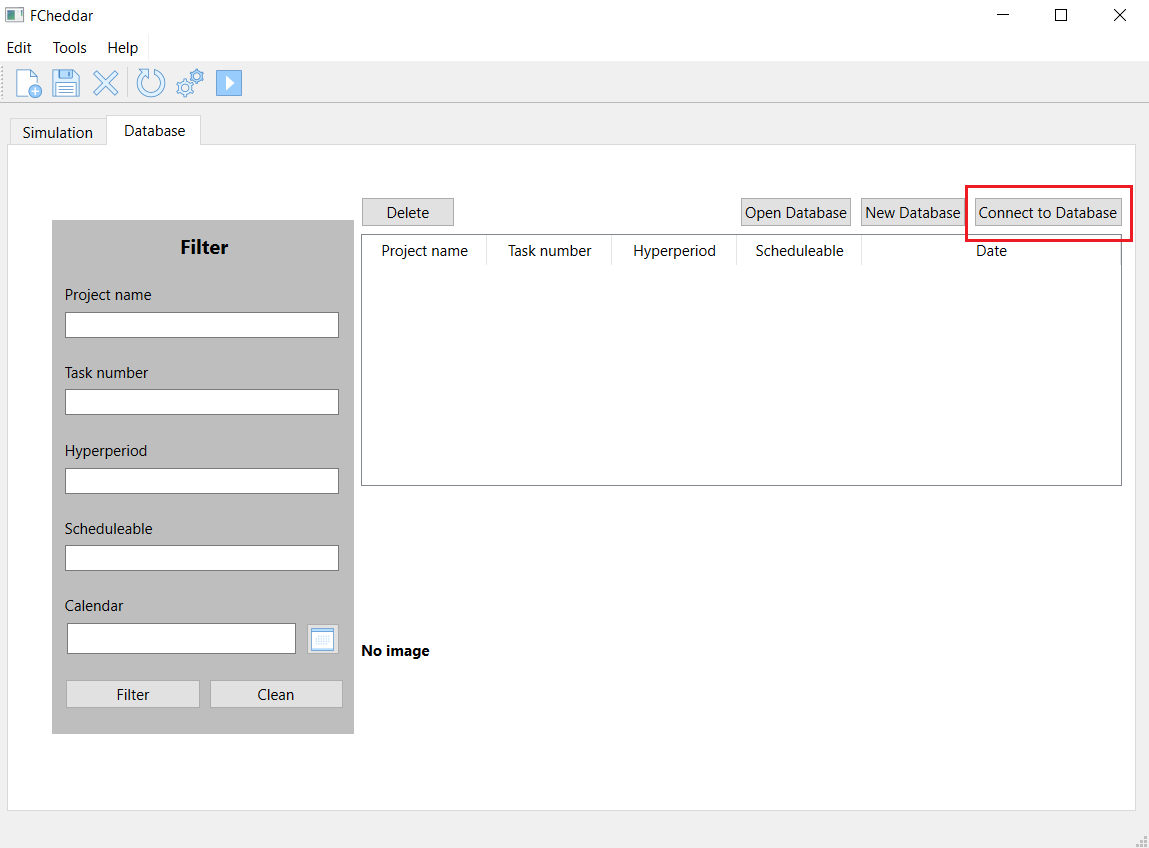 FCheddar
Edit Tools Help
Simulation Database
Delete Open Database New Database Connect to Database
Filter
Project name Task number Hyperperiod Scheduleable Date
Project name
Task number
Hyperperiod
Scheduleable
Calendar
No image
Filter Clean